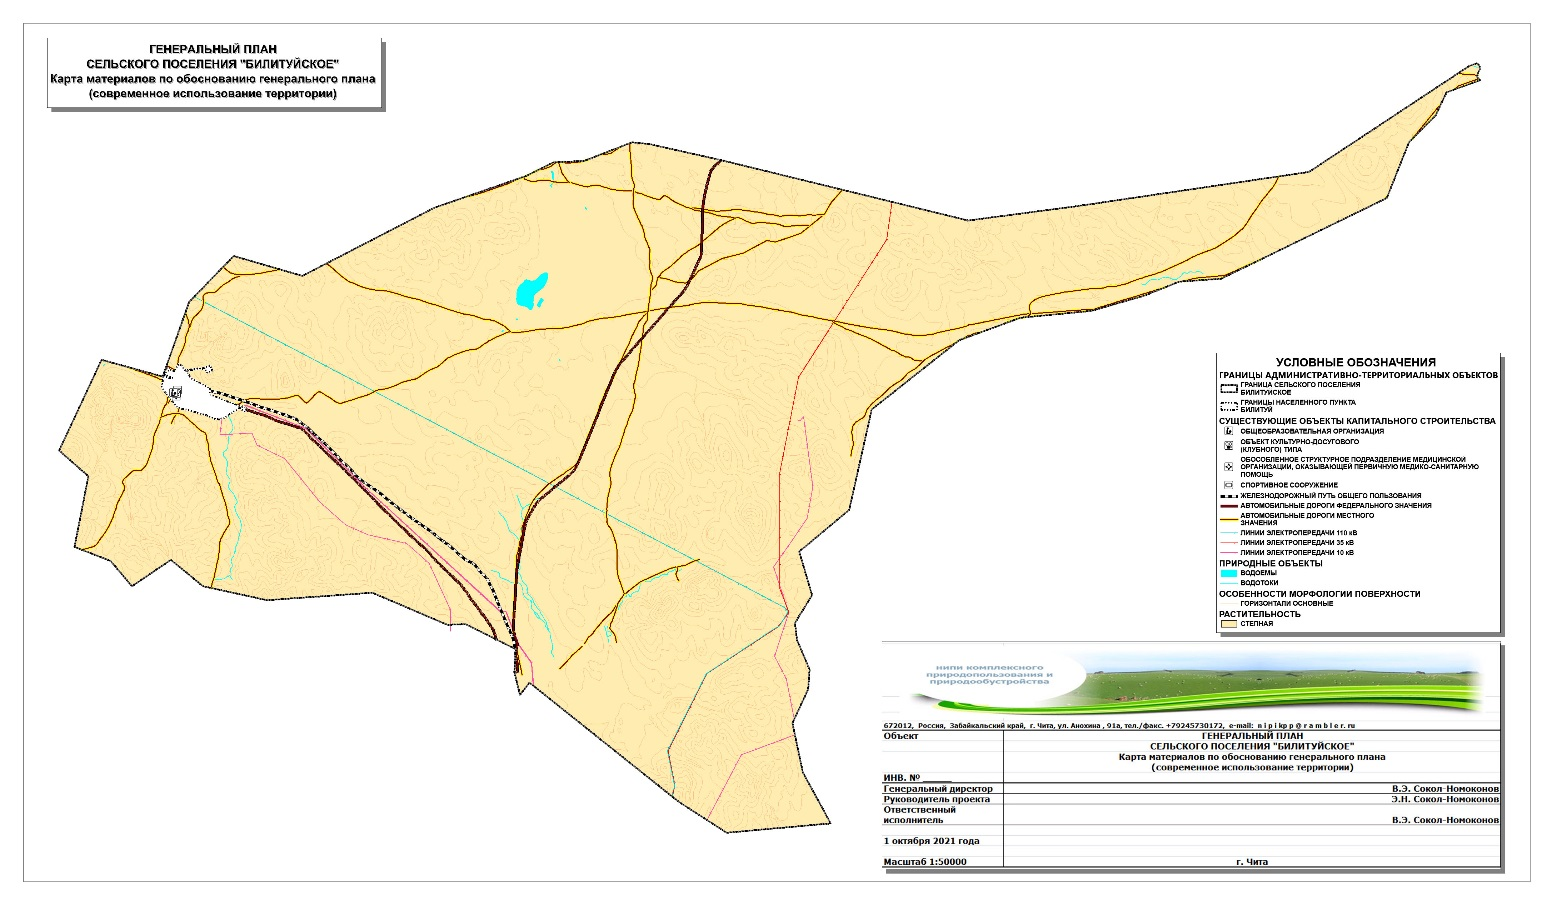 ГЕНЕРАЛЬНЫЙ ПЛАН
СЕЛЬСКОГО ПОСЕЛЕНИЯ "БИЛИТУЙСКОЕ"
Карта материалов по обоснованию генерального плана
(современное использование территории)
УСЛОВНЫЕ ОБОЗНАЧЕНИЯ
ГРАНИЦЫ АДМИНИСТРАТИВНО-ТЕРРИТОРИАЛЬНЫХ ОБЪЕКТОВ
ГРАНИЦА СЕЛЬСКОГО ПОСЕЛЕНИЯ
БИЛИТУЙСКОЕ
ГРАНИЦЫ НАСЕЛЕННОГО ПУНКТА
БИЛИТУЙ
СУЩЕСТВУЮЩИЕ ОБЪЕКТЫ КАПИТАЛЬНОГО СТРОИТЕЛЬСТВА
ОБЩЕОБРАЗОВАТЕЛЬНАЯ ОРГАНИЗАЦИЯ
ОБЪЕКТ КУЛЬТУРНО-ДОСУГОВОГО
(КЛУБНОГО) ТИПА
ОБОСОБЛЕННОЕ СТРУКТУРНОЕ ПОДРАЗДЕЛЕНИЕ МЕДИЦИНСКОЙ
ОРГАНИЗАЦИИ, ОКАЗЫВАЮЩЕЙ ПЕРВИЧНУЮ МЕДИКО-САНИТАРНУЮ
ПОМОЩЬ
СПОРТИВНОЕ СООРУЖЕНИЕ
ЖЕЛЕЗНОДОРОЖНЫЙ ПУТЬ ОБЩЕГО ПОЛЬЗОВАНИЯ
АВТОМОБИЛЬНЫЕ ДОРОГИ ФЕДЕРАЛЬНОГО ЗНАЧЕНИЯ
АВТОМОБИЛЬНЫЕ ДОРОГИ МЕСТНОГО
ЗНАЧЕНИЯ
ЛИНИИ ЭЛЕКТРОПЕРЕДАЧИ 110 кВ
ЛИНИИ ЭЛЕКТРОПЕРЕДАЧИ 35 кВ
ЛИНИИ ЭЛЕКТРОПЕРЕДАЧИ 10 кВ
ПРИРОДНЫЕ ОБЪЕКТЫ
ВОДОЕМЫ
ВОДОТОКИ
ОСОБЕННОСТИ МОРФОЛОГИИ ПОВЕРХНОСТИ
ГОРИЗОНТАЛИ ОСНОВНЫЕ
РАСТИТЕЛЬНОСТЬ
СТЕПНАЯ
НИПИ КОМПЛЕКСНОГО
ПРИРОДОПОЛЬЗОВАНИЯ И
ПРИРОДООБУСТРОЙСТВА
672012, Россия, Забайкальский край, г. Чита, ул. Анохина , 91а, тел./факс. +79245730172, e-mail: n i p i kp p @ r a m b l e r. ru
Объект
ГЕНЕРАЛЬНЫЙ ПЛАН
СЕЛЬСКОГО ПОСЕЛЕНИЯ "БИЛИТУЙСКОЕ"
Карта материалов по обоснованию генерального плана
(современное использование территории)
ИНВ. № ______
Генеральный директор В.Э. Сокол-Номоконов
Руководитель проекта Э.Н. Сокол-Номоконов
Ответственный
исполнитель В.Э. Сокол-Номоконов
1 октября 2021 года
Масштаб 1:50000 г. Чита